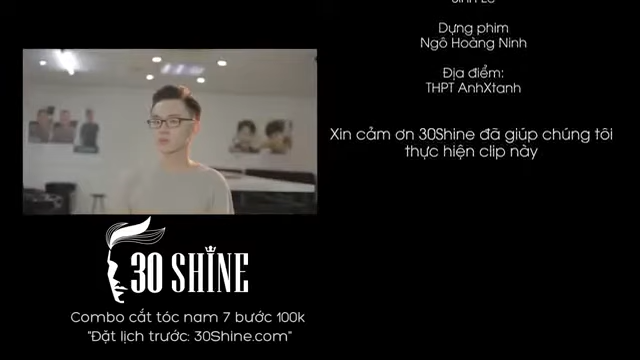 Dựng phim
Ngô Hoàng Ninh
Địa điểm:
THPT AnhXtanh
Xin cảm ơn 30Shine đã giúp chúng tôi
thực hiện clip này
30 SHINE
Combo cắt tóc nam 7 bước 100k
"Đặt lịch trước: 30Shine.com"